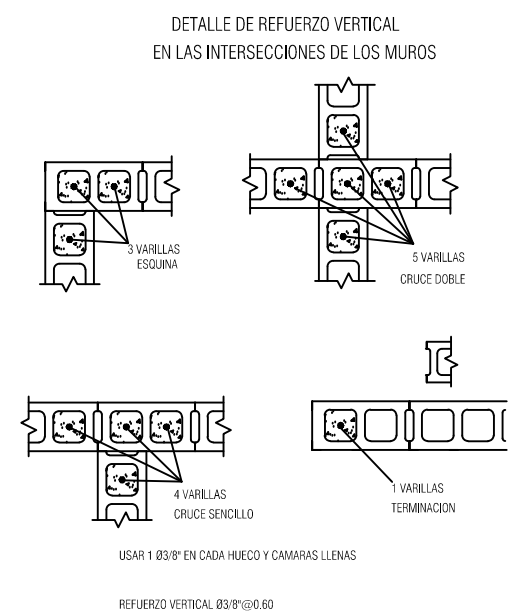 DETALLE DE REFUERZO VERTICAL
EN LAS INTERSECCIONES DE LOS MUROS
3 VARILLAS
ESQUINA
5 VARILLAS
CRUCE DOBLE
4 VARILLAS
CRUCE SENCILLO
1 VARILLAS
TERMINACION
USAR 1 Ø3/8" EN CADA HUECO Y CAMARAS LLENAS
REFUERZO VERTICAL Ø3/8"@0.60